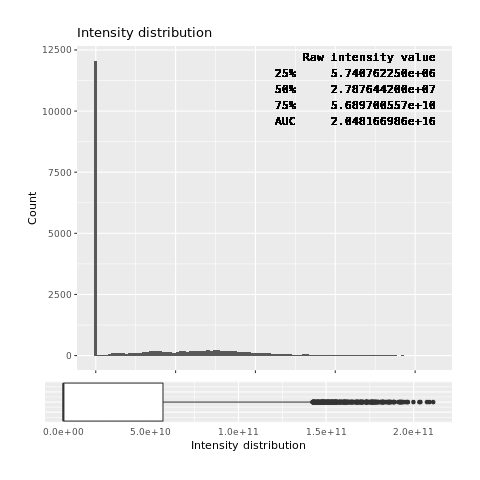 Intensity distribution
Raw intensity value
25% 5.740762250e+06
50% 2.787644200e+07
75% 5.689700557e+10
AUC 2.048166986e+16
12500
10000
7500
5000
2500
0
Count
0.0e+00 5.0e+10 1.0e+11 1.5e+11 2.0e+11
Intensity distribution